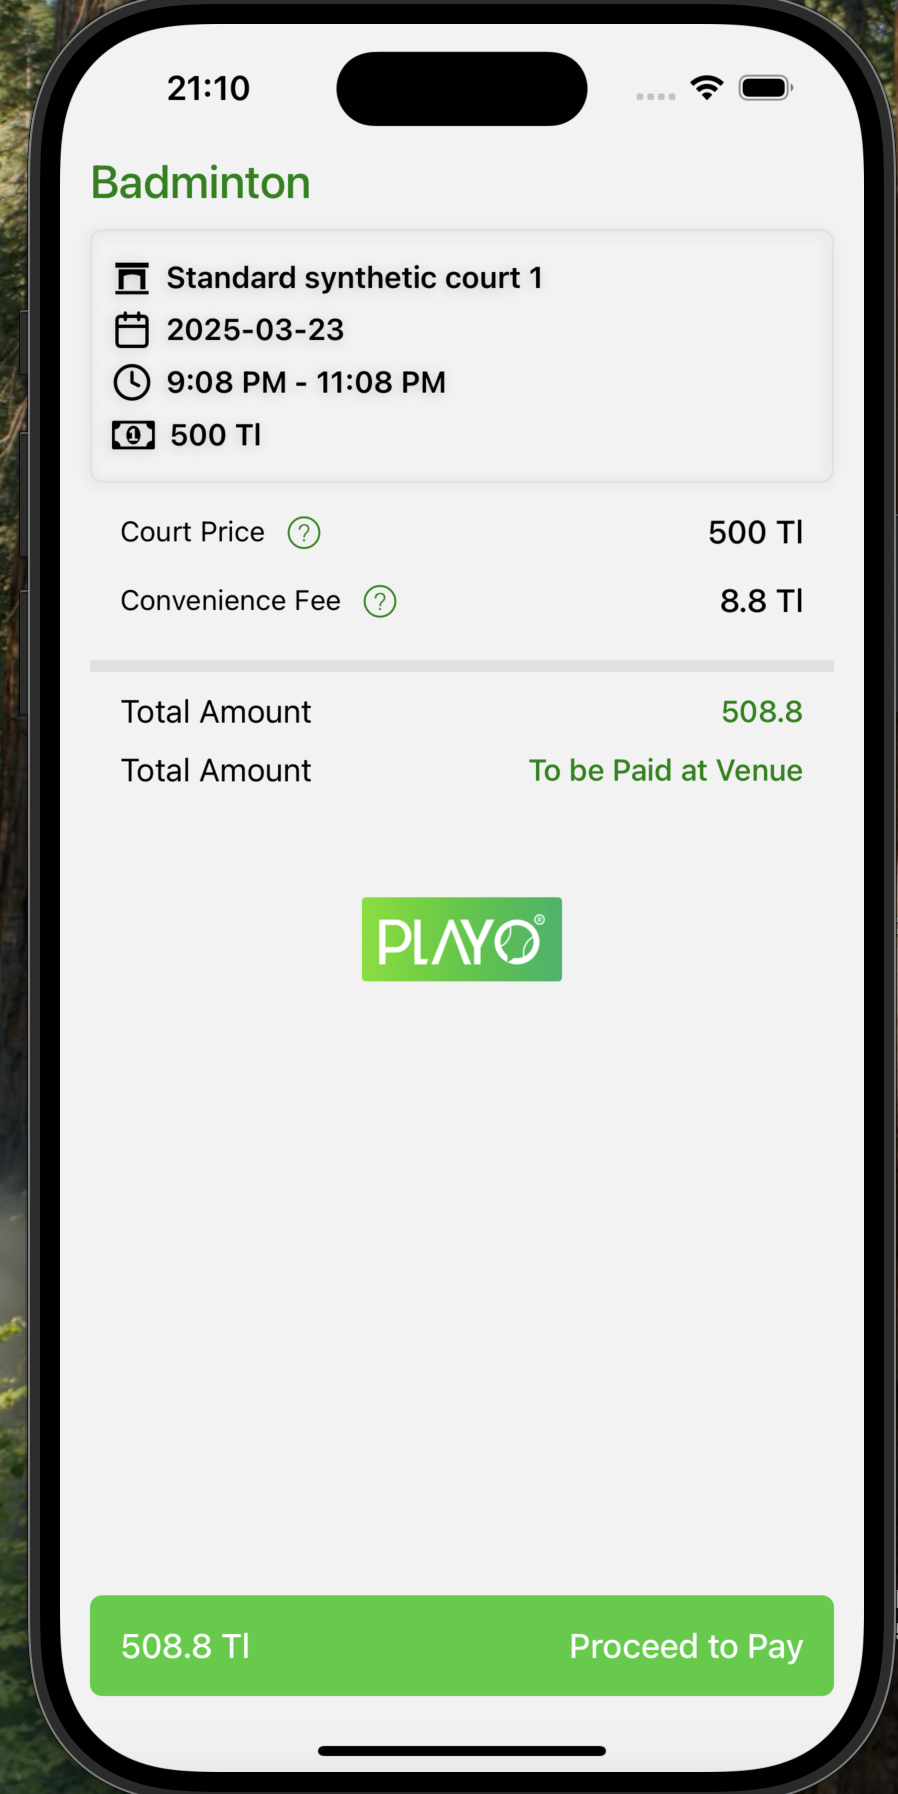 21:10
Badminton
Standard synthetic court 1
2025-03-23
9:08 PM - 11:08 PM
500 Tl
Court Price ? 500 Tl
Convenience Fee ? 8.8 Tl
Total Amount 508.8
Total Amount To be Paid at Venue
PLAYO®
508.8 Tl Proceed to Pay